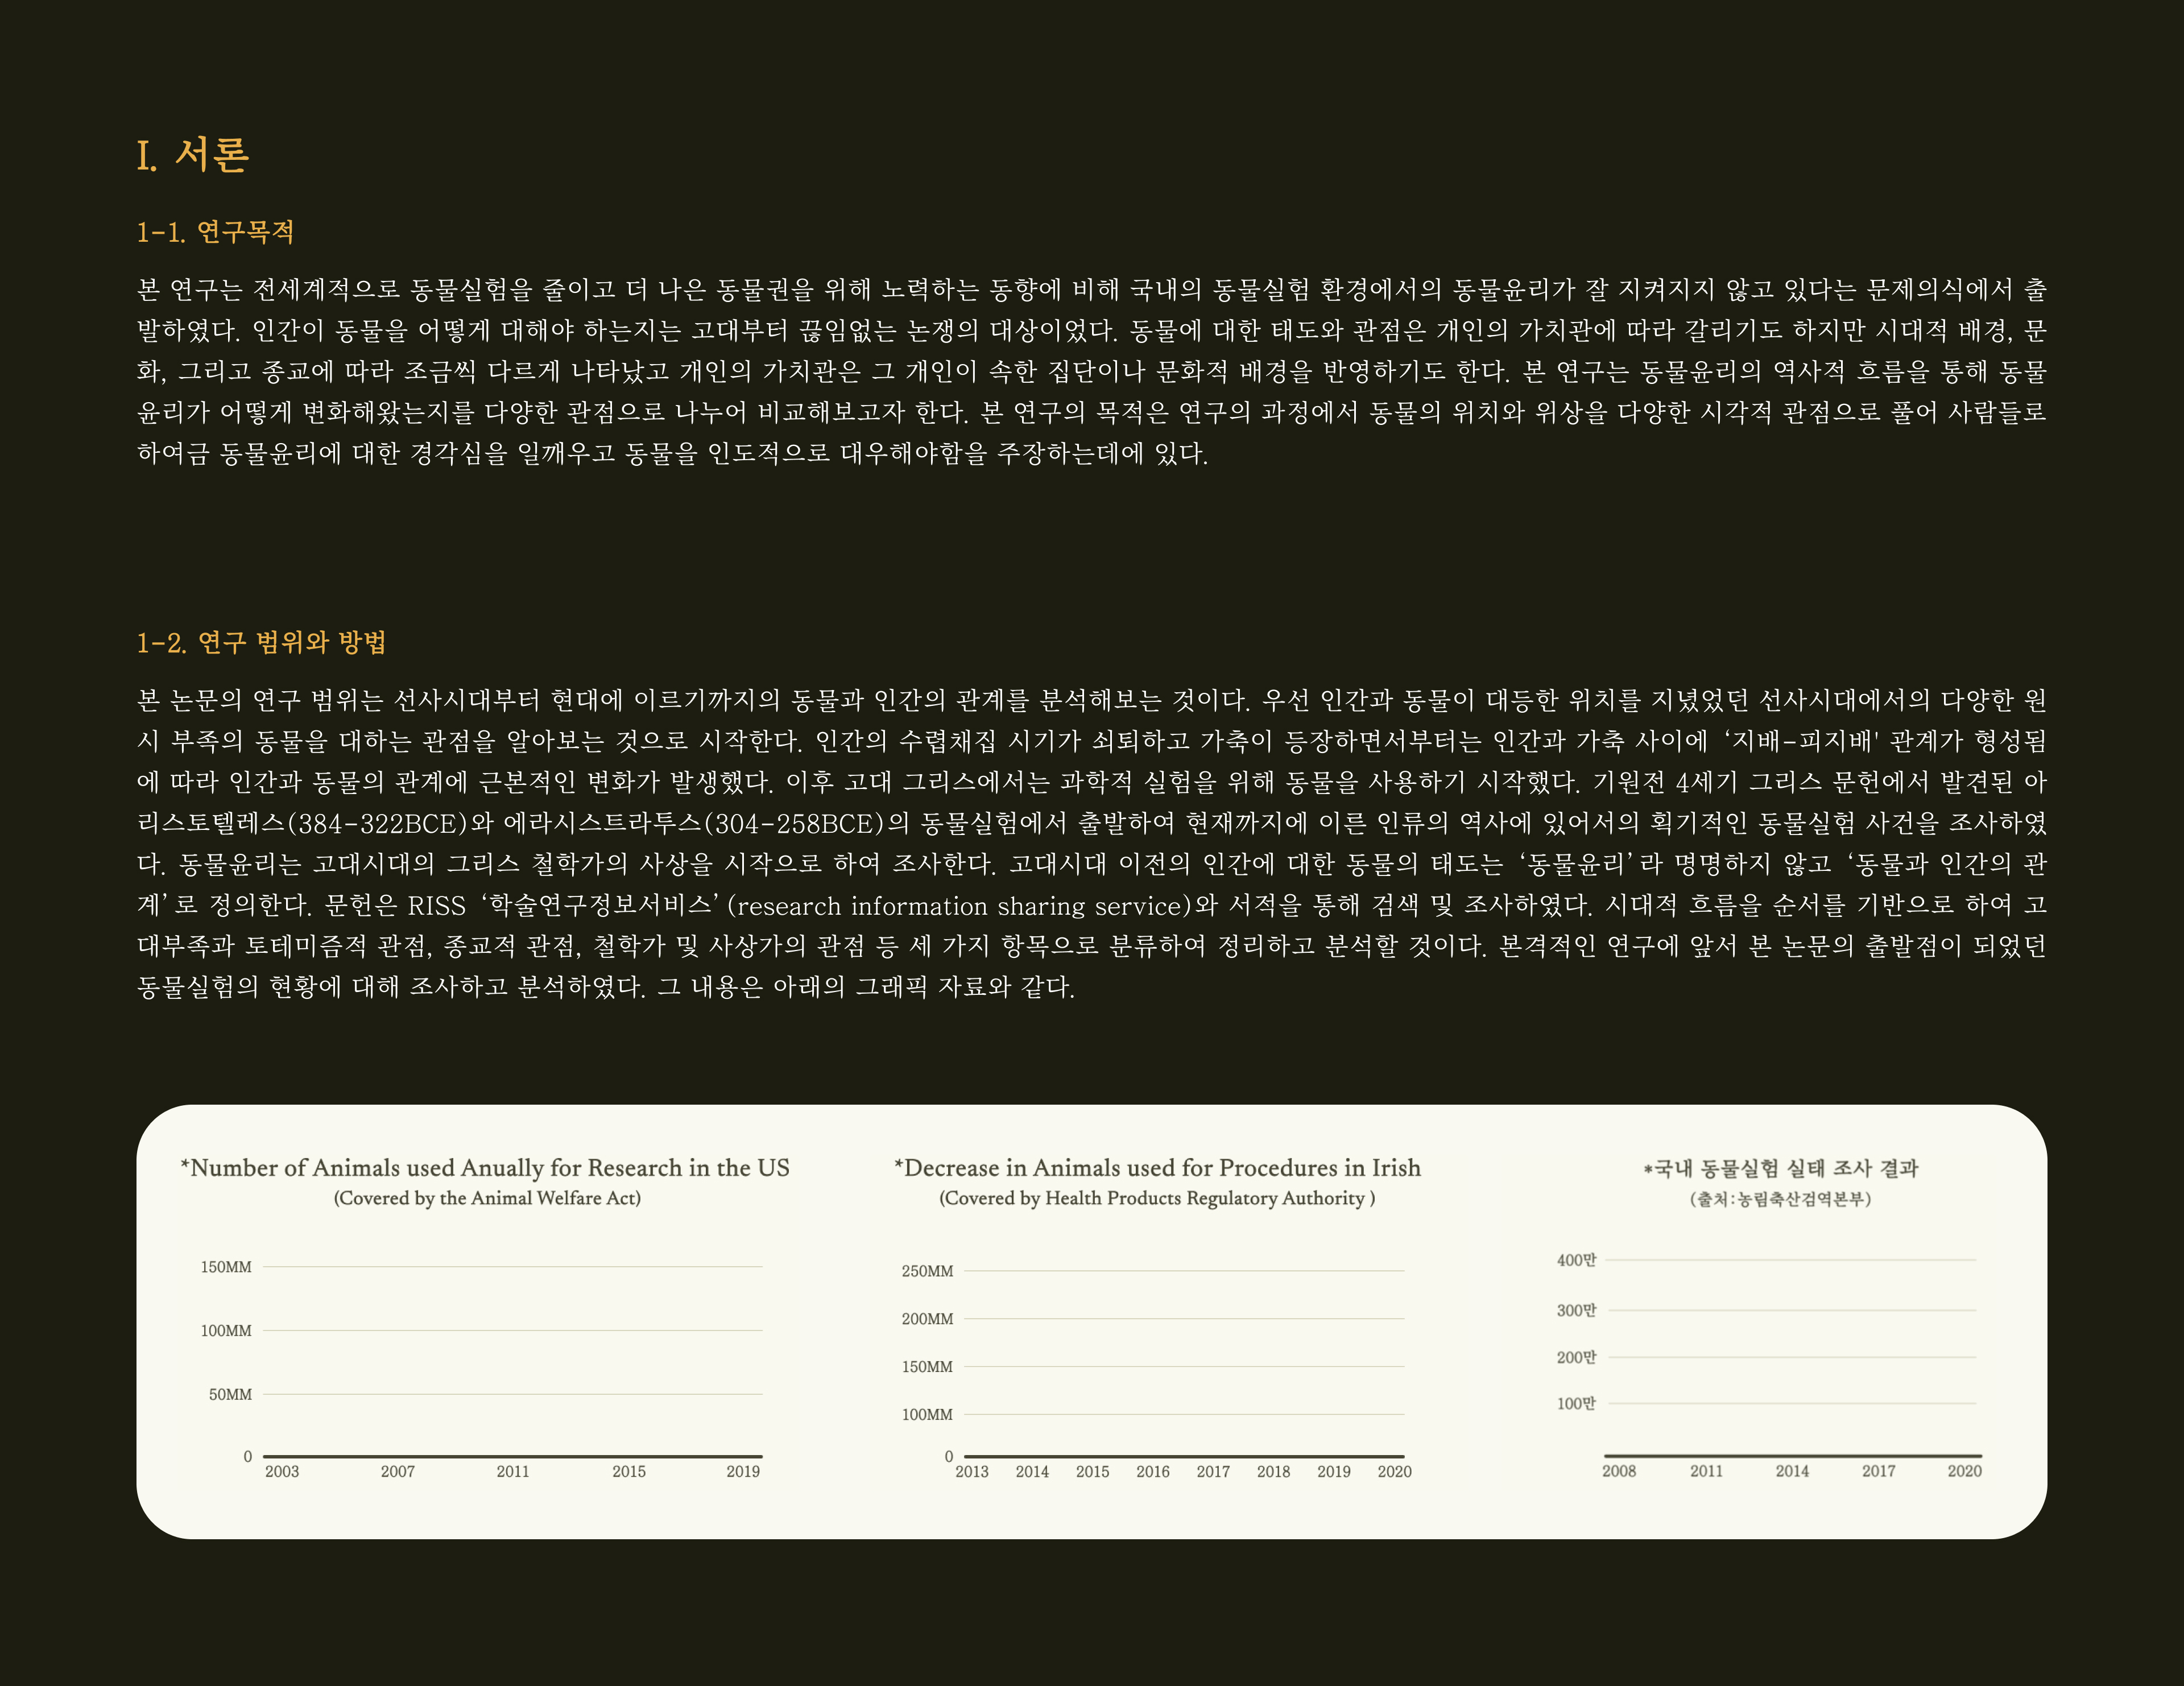 I. 서론
1-1. 연구목적
본 연구는 전세계적으로 동물실험을 줄이고 더 나은 동물권을 위해 노력하는 동향에 비해 국내의 동물실험 환경에서의 동물윤리가 잘 지켜지지 않고 있다는 문제의식에서 출
발하였다. 인간이 동물을 어떻게 대해야 하는지는 고대부터 끊임없는 논쟁의 대상이었다. 동물에 대한 태도와 관점은 개인의 가치관에 따라 갈리기도 하지만 시대적 배경, 문
화, 그리고 종교에 따라 조금씩 다르게 나타났고 개인의 가치관은 그 개인이 속한 집단이나 문화적 배경을 반영하기도 한다. 본 연구는 동물윤리의 역사적 흐름을 통해 동물
윤리가 어떻게 변화해왔는지를 다양한 관점으로 나누어 비교해보고자 한다. 본 연구의 목적은 연구의 과정에서 동물의 위치와 위상을 다양한 시각적 관점으로 풀어 사람들로
하여금 동물윤리에 대한 경각심을 일깨우고 동물을 인도적으로 대우해야함을 주장하는데에 있다.
1-2. 연구 범위와 방법
본 논문의 연구 범위는 선사시대부터 현대에 이르기까지의 동물과 인간의 관계를 분석해보는 것이다. 우선 인간과 동물이 대등한 위치를 지녔었던 선사시대에서의 다양한 원
시 부족의 동물을 대하는 관점을 알아보는 것으로 시작한다. 인간의 수렵채집 시기가 쇠퇴하고 가축이 등장하면서부터는 인간과 가축 사이에 ‘지배-피지배' 관계가 형성됨
에 따라 인간과 동물의 관계에 근본적인 변화가 발생했다. 이후 고대 그리스에서는 과학적 실험을 위해 동물을 사용하기 시작했다. 기원전 4세기 그리스 문헌에서 발견된 아
리스토텔레스(384-322BCE)와 에라시스트라투스(304-258BCE)의 동물실험에서 출발하여 현재까지에 이른 인류의 역사에 있어서의 획기적인 동물실험 사건을 조사하였
다. 동물윤리는 고대시대의 그리스 철학가의 사상을 시작으로 하여 조사한다. 고대시대 이전의 인간에 대한 동물의 태도는 ‘동물윤리’라 명명하지 않고 ‘동물과 인간의 관
계’로 정의한다. 문헌은 RISS ‘학술연구정보서비스’(research information sharing service)와 서적을 통해 검색 및 조사하였다. 시대적 흐름을 순서를 기반으로 하여 고
대부족과 토테미즘적 관점, 종교적 관점, 철학가 및 사상가의 관점 등 세 가지 항목으로 분류하여 정리하고 분석할 것이다. 본격적인 연구에 앞서 본 논문의 출발점이 되었던
동물실험의 현황에 대해 조사하고 분석하였다. 그 내용은 아래의 그래픽 자료와 같다.
*Number of Animals used Anually for Research in the US
(Covered by the Animal Welfare Act)
150MM
100MM
50MM
0
2003 2007 2011 2015 2019
*Decrease in Animals used for Procedures in Irish
(Covered by Health Products Regulatory Authority )
250MM
200MM
150MM
100MM
0
2013 2014 2015 2016 2017 2018 2019 2020
*국내 동물실험 실태 조사 결과
(출처:농림축산검역본부)
400만
300만
200만
100만
2008 2011 2014 2017 2020